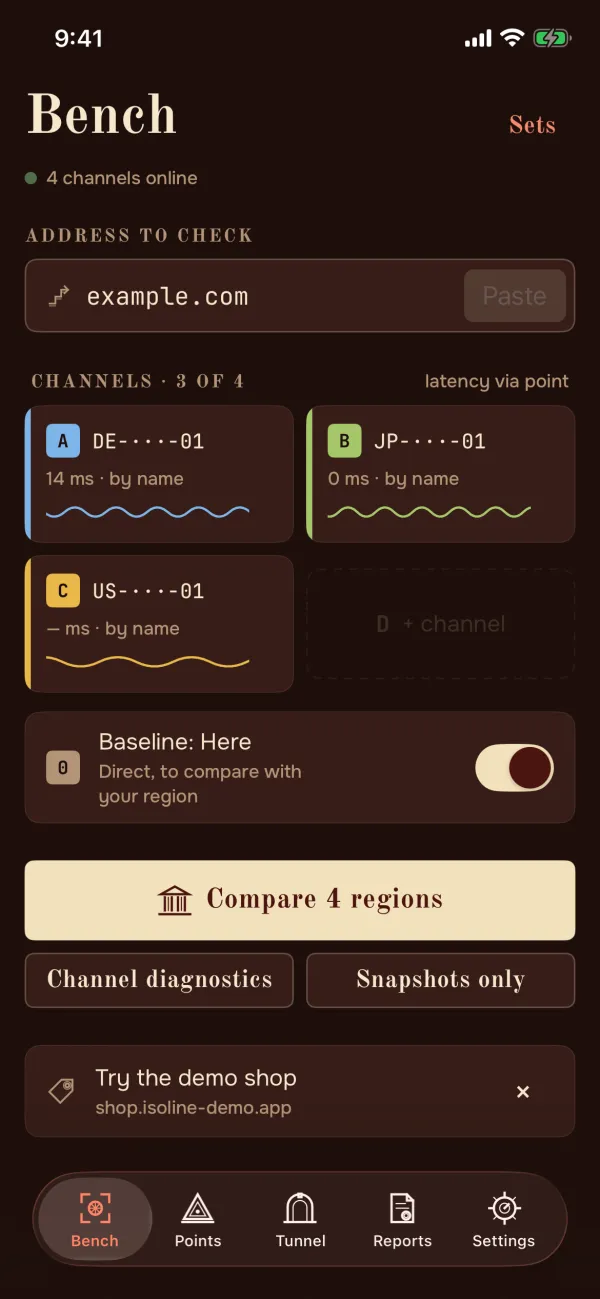 9:41
Bench
Sets
4 channels online
ADDRESS TO CHECK
example.com
Paste
CHANNELS · 3 OF 4
latency via point
A DE-····-01
14 ms · by name
B JP-····-01
0 ms · by name
C US-····-01
— ms · by name
D + channel
0
Baseline: Here
Direct, to compare with
your region
Compare 4 regions
Channel diagnostics
Snapshots only
Try the demo shop
shop.isoline-demo.app
×
Bench
Points
Tunnel
Reports
Settings